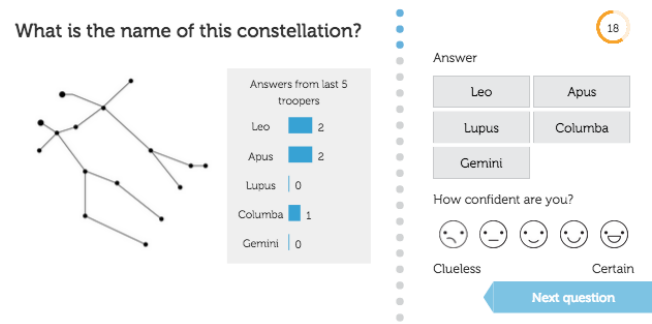 What is the name of this constellation?
Answers from last 5
troopers
Leo 2
Apus 2
Lupus 0
Columba 1
Gemini 0
18
Answer
Leo
Apus
Lupus
Columba
Gemini
How confident are you?
Clueless
Certain
Next question